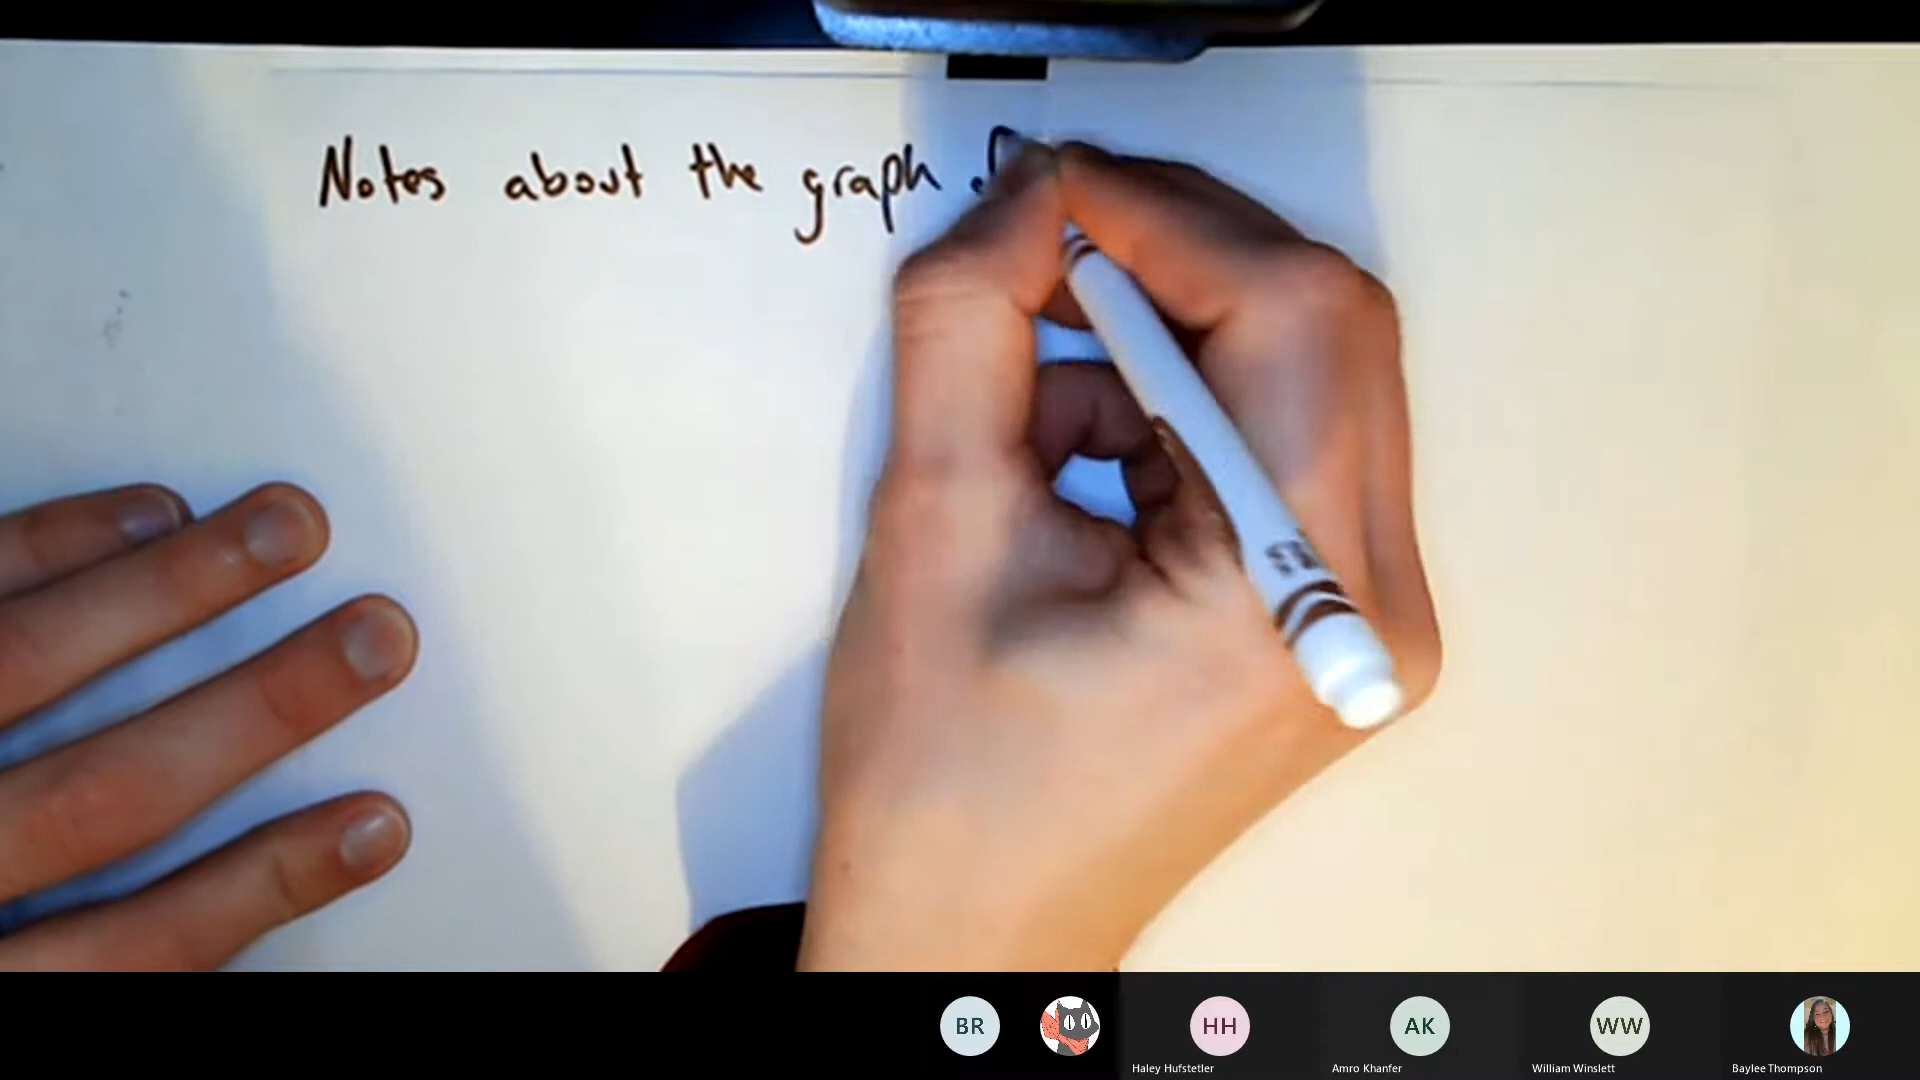 Notes about the graph
BR
HH
AK
WW
Haley Hufstetler
Amro Khanfer
William Winslett
Baylee Thompson